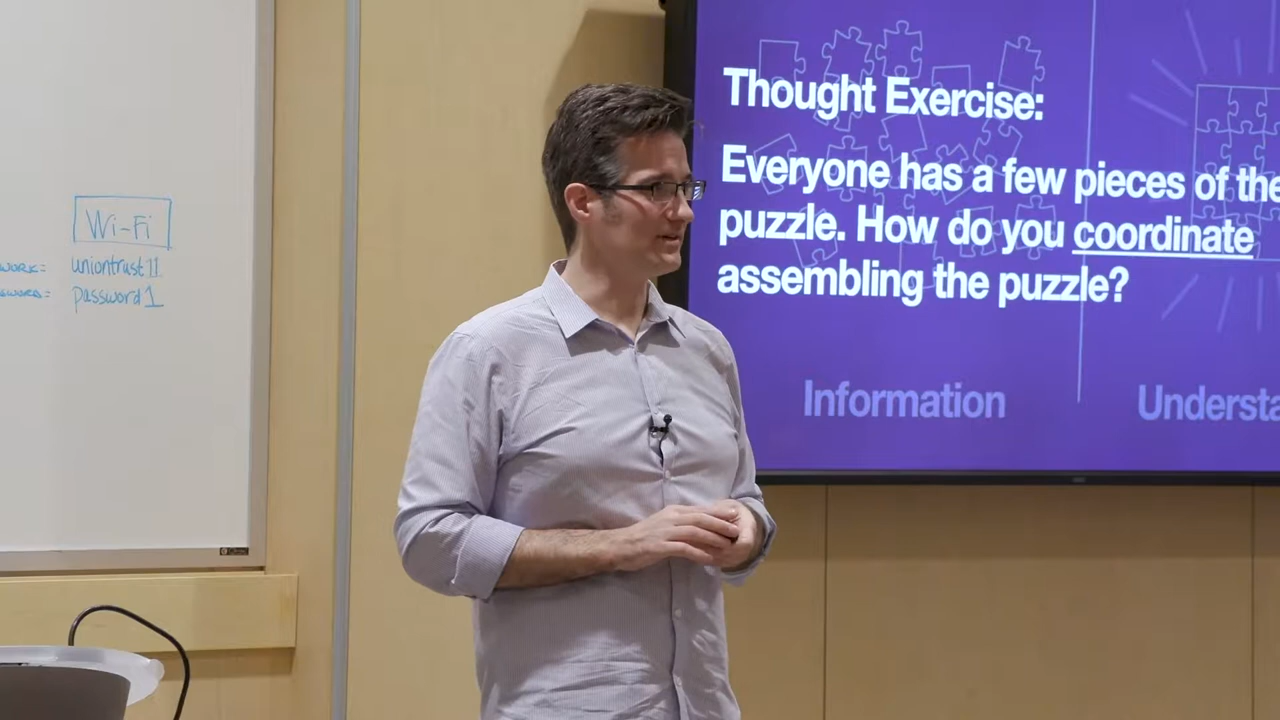 Wi-Fi
WORK: uniontrust11
password1
Thought Exercise:
Everyone has a few pieces of the
puzzle. How do you coordinate
assembling the puzzle?
Information
Understa